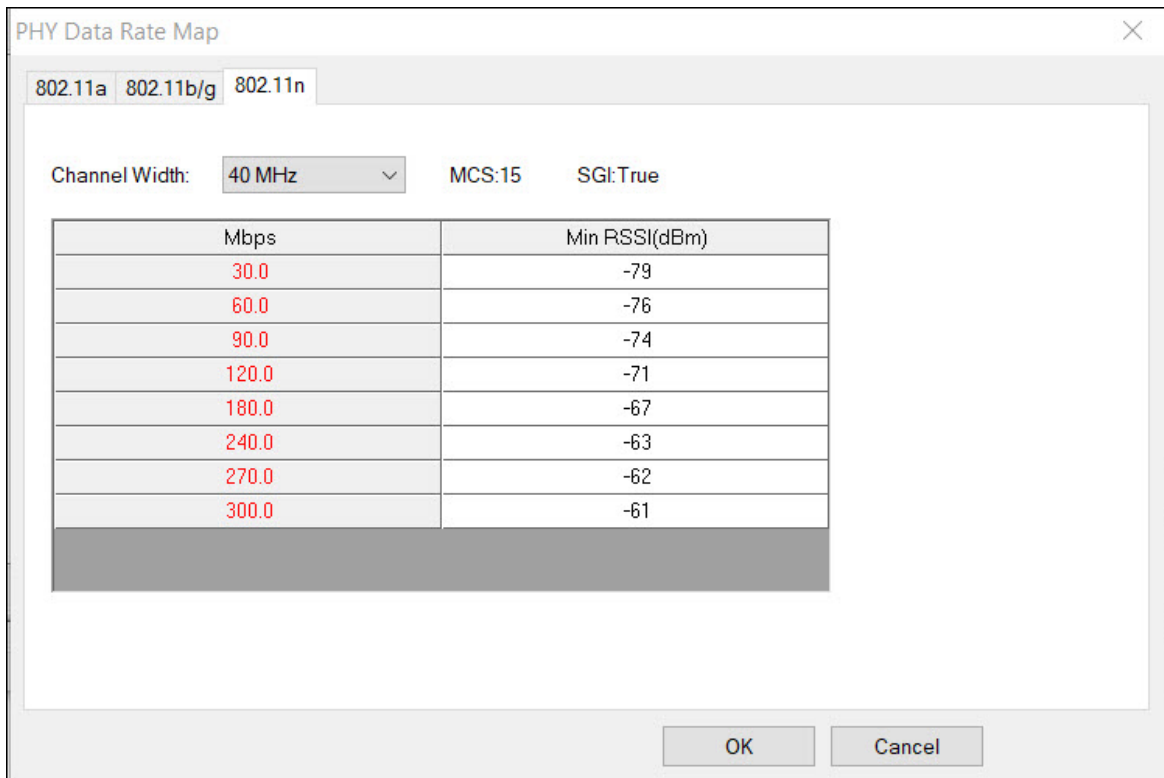 PHY Data Rate Map
802.11a 802.11b/g 802.11n
Channel Width: 40 MHz MCS:15 SGI:True
Mbps Min RSSI(dBm)
30.0 -79
60.0 -76
90.0 -74
120.0 -71
180.0 -67
240.0 -63
270.0 -62
300.0 -61
OK Cancel